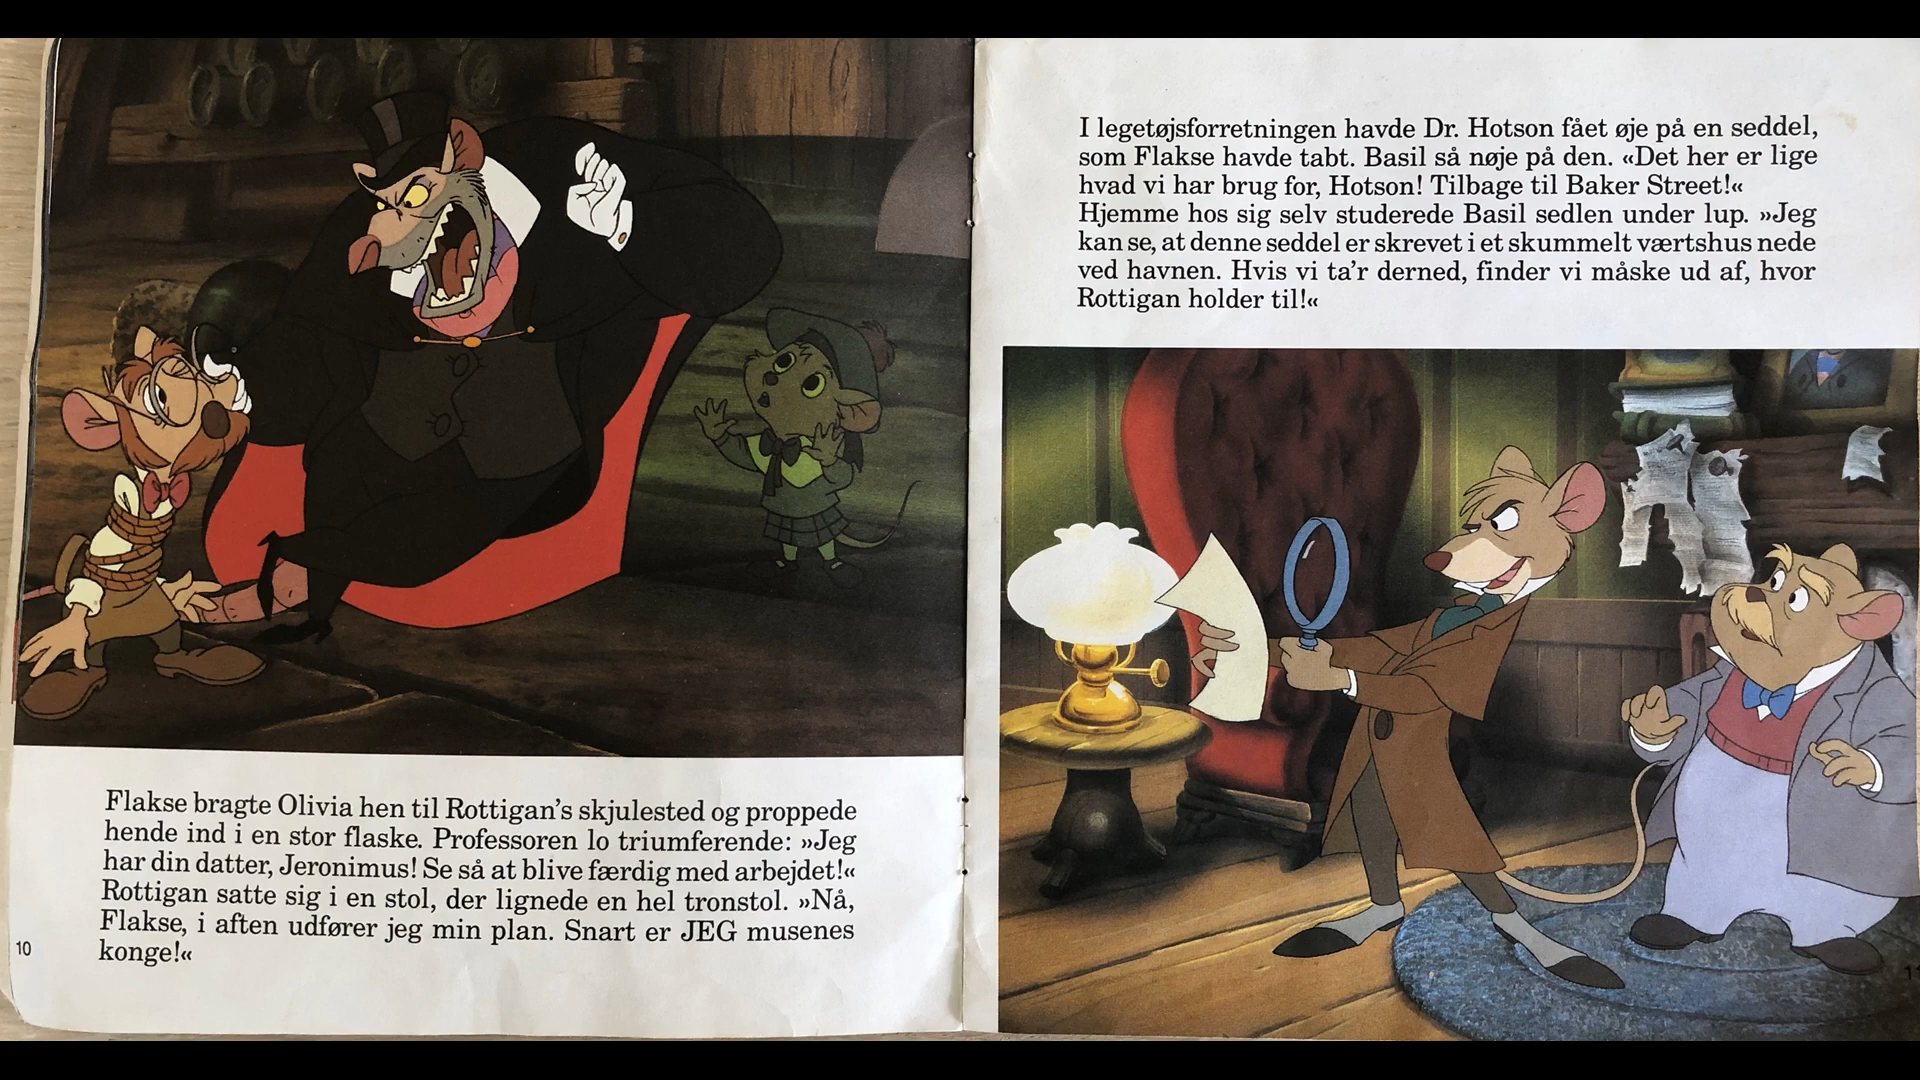 Flakse bragte Olivia hen til Rottigan's skjulested og proppede
hende ind i en stor flaske. Professoren lo triumferende: »Jeg
har din datter, Jeronimus! Se så at blive færdig med arbejdet!«
Rottigan satte sig i en stol, der lignede en hel tronstol. »Nå,
Flakse, i aften udfører jeg min plan. Snart er JEG musenes
konge!«
10
I legetøjsforretningen havde Dr. Hotson fået øje på en seddel,
som Flakse havde tabt. Basil så nøje på den. «Det her er lige
hvad vi har brug for, Hotson! Tilbage til Baker Street!«
Hjemme hos sig selv studerede Basil sedlen under lup. »Jeg
kan se, at denne seddel er skrevet i et skummelt værtshus nede
ved havnen. Hvis vi ta'r derned, finder vi måske ud af, hvor
Rottigan holder til!«